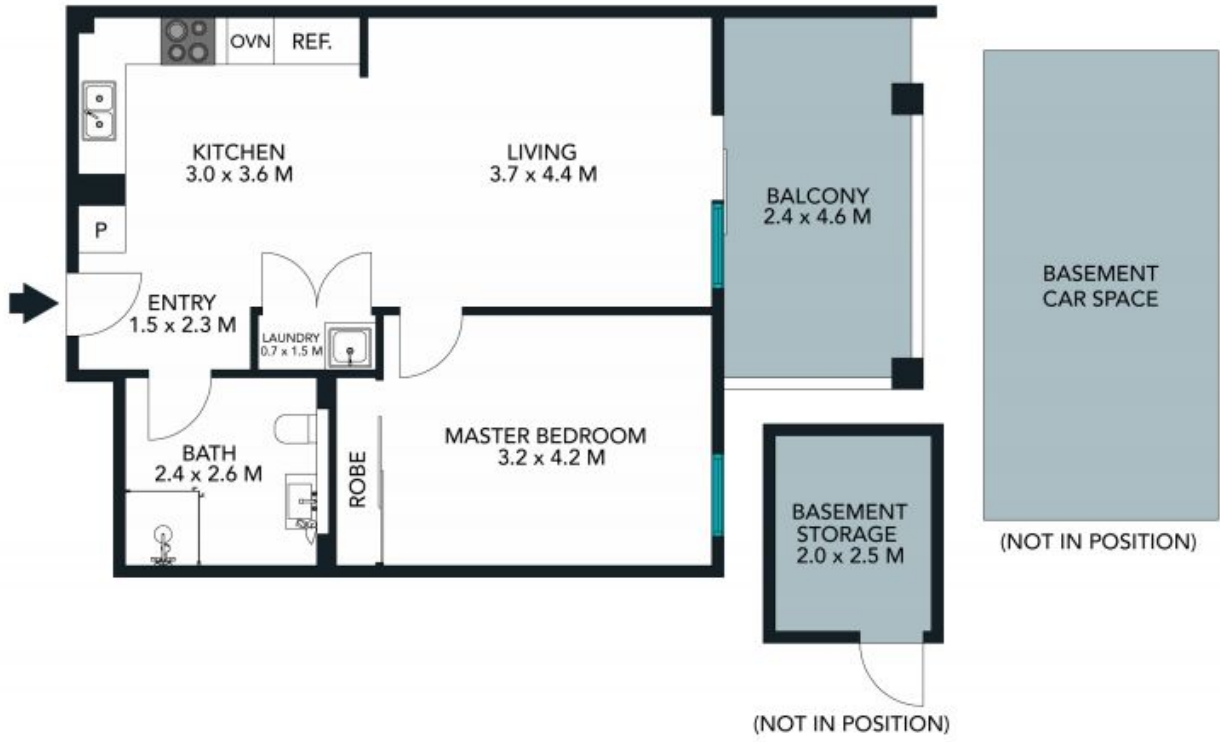 OVN
REF.
KITCHEN
3.0 x 3.6 M
LIVING
3.7 x 4.4 M
BALCONY
2.4 x 4.6 M
P
ENTRY
1.5 x 2.3 M
LAUNDRY
0.7 x 1.5 M
BATH
2.4 x 2.6 M
ROBE
MASTER BEDROOM
3.2 x 4.2 M
BASEMENT
CAR SPACE
(NOT IN POSITION)
BASEMENT
STORAGE
2.0 x 2.5 M
(NOT IN POSITION)